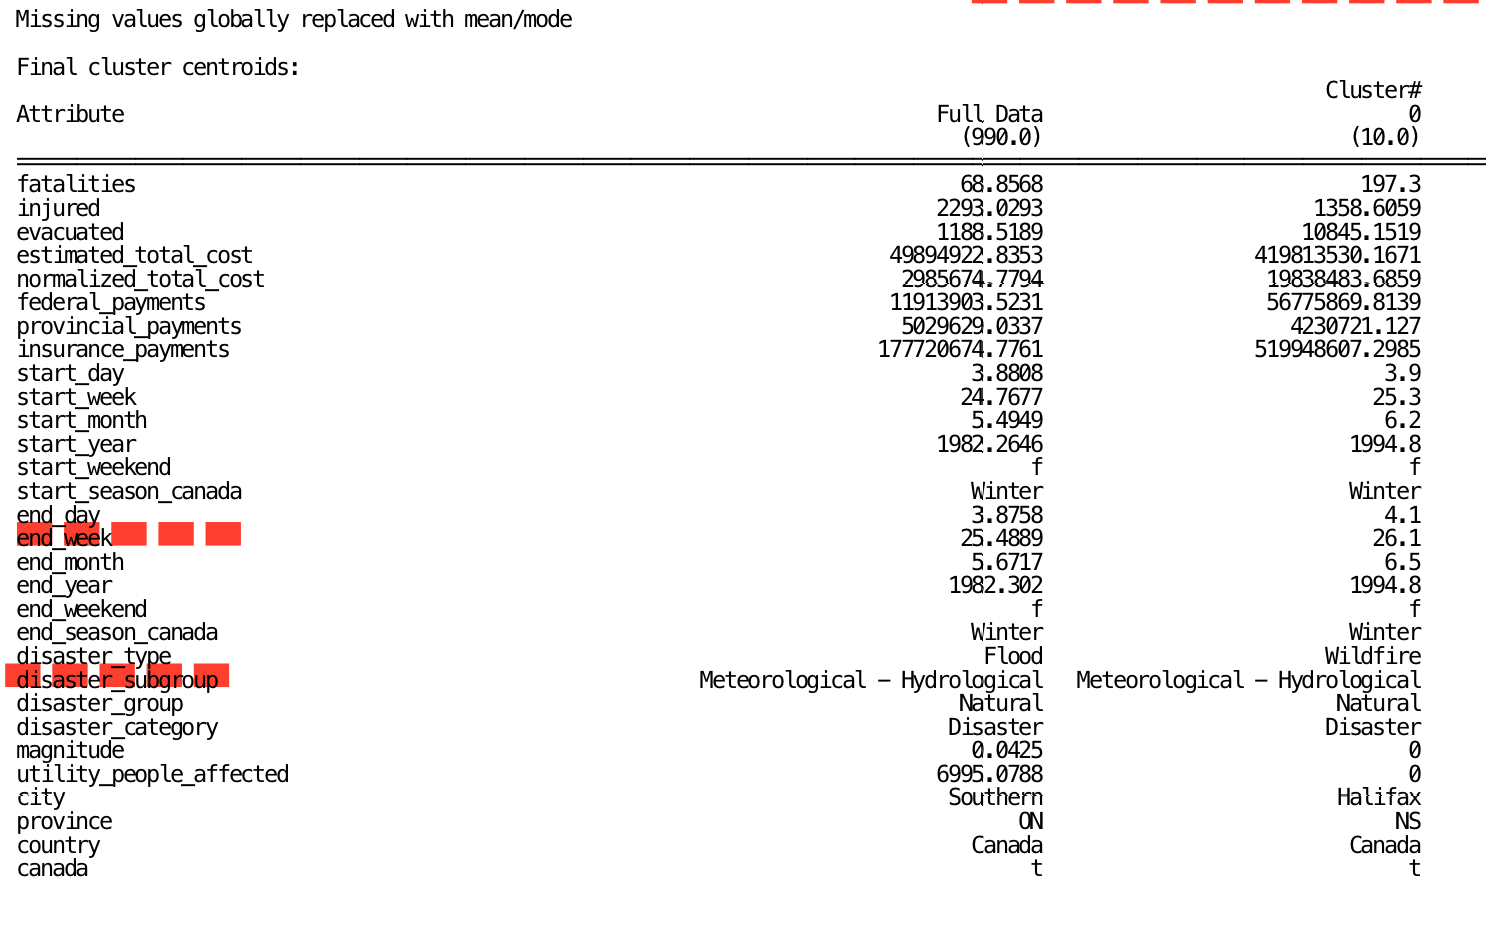 Missing values globally replaced with mean/mode
Final cluster centroids:
Cluster#
Attribute Full Data 0
(990.0) (10.0)
fatalities 68.8568 197.3
injured 2293.0293 1358.6059
evacuated 1188.5189 10845.1519
estimated_total_cost 49894922.8353 419813530.1671
normalized_total_cost 2985674.7794 19838483.6859
federal_payments 11913903.5231 56775869.8139
provincial_payments 5029629.0337 4230721.127
insurance_payments 177720674.7761 519948607.2985
start_day 3.8808 3.9
start_week 24.7677 25.3
start_month 5.4949 6.2
start_year 1982.2646 1994.8
start_weekend f f
start_season_canada Winter Winter
end_day 3.8758 4.1
end_week 25.4889 26.1
end_month 5.6717 6.5
end_year 1982.302 1994.8
end_weekend f f
end_season_canada Winter Winter
disaster_type Flood Wildfire
disaster_subgroup Meteorological – Hydrological Meteorological – Hydrological
disaster_group Natural Natural
disaster_category Disaster Disaster
magnitude 0.0425 0
utility_people_affected 6995.0788 0
city Southern Halifax
province ON NS
country Canada Canada
canada t t